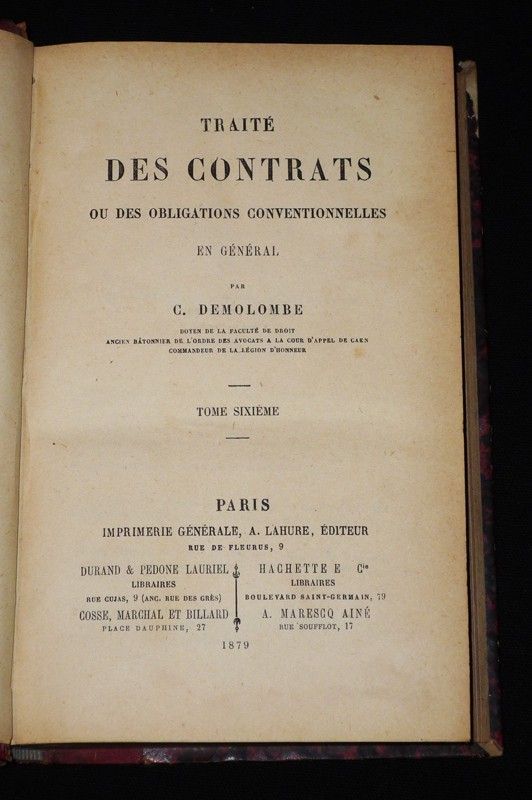 TRAITÉ
DES CONTRATS
OU DES OBLIGATIONS CONVENTIONNELLES
EN GÉNÉRAL
PAR
C. DEMOLOMBE
DOYEN DE LA FACULTÉ DE DROIT
ANCIEN BÂTONNIER DE L'ORDRE DES AVOCATS A LA COUR D'APPEL DE CAEN
COMMANDEUR DE LA LÉGION D'HONNEUR
TOME SIXIÈME
PARIS
IMPRIMERIE GÉNÉRALE, A. LAHURE, ÉDITEUR
RUE DE FLEURUS, 9
DURAND & PEDONE LAURIEL
LIBRAIRES
RUE CUJAS, 9 (ANC. RUE DES GRÈS)
COSSE, MARCHAL ET BILLARD
PLACE DAUPHINE, 27
HACHETTE E Cie
LIBRAIRES
BOULEVARD SAINT-GERMAIN, 79
A. MARESCQ AINÉ
RUE SOUFFLOT, 17
1879